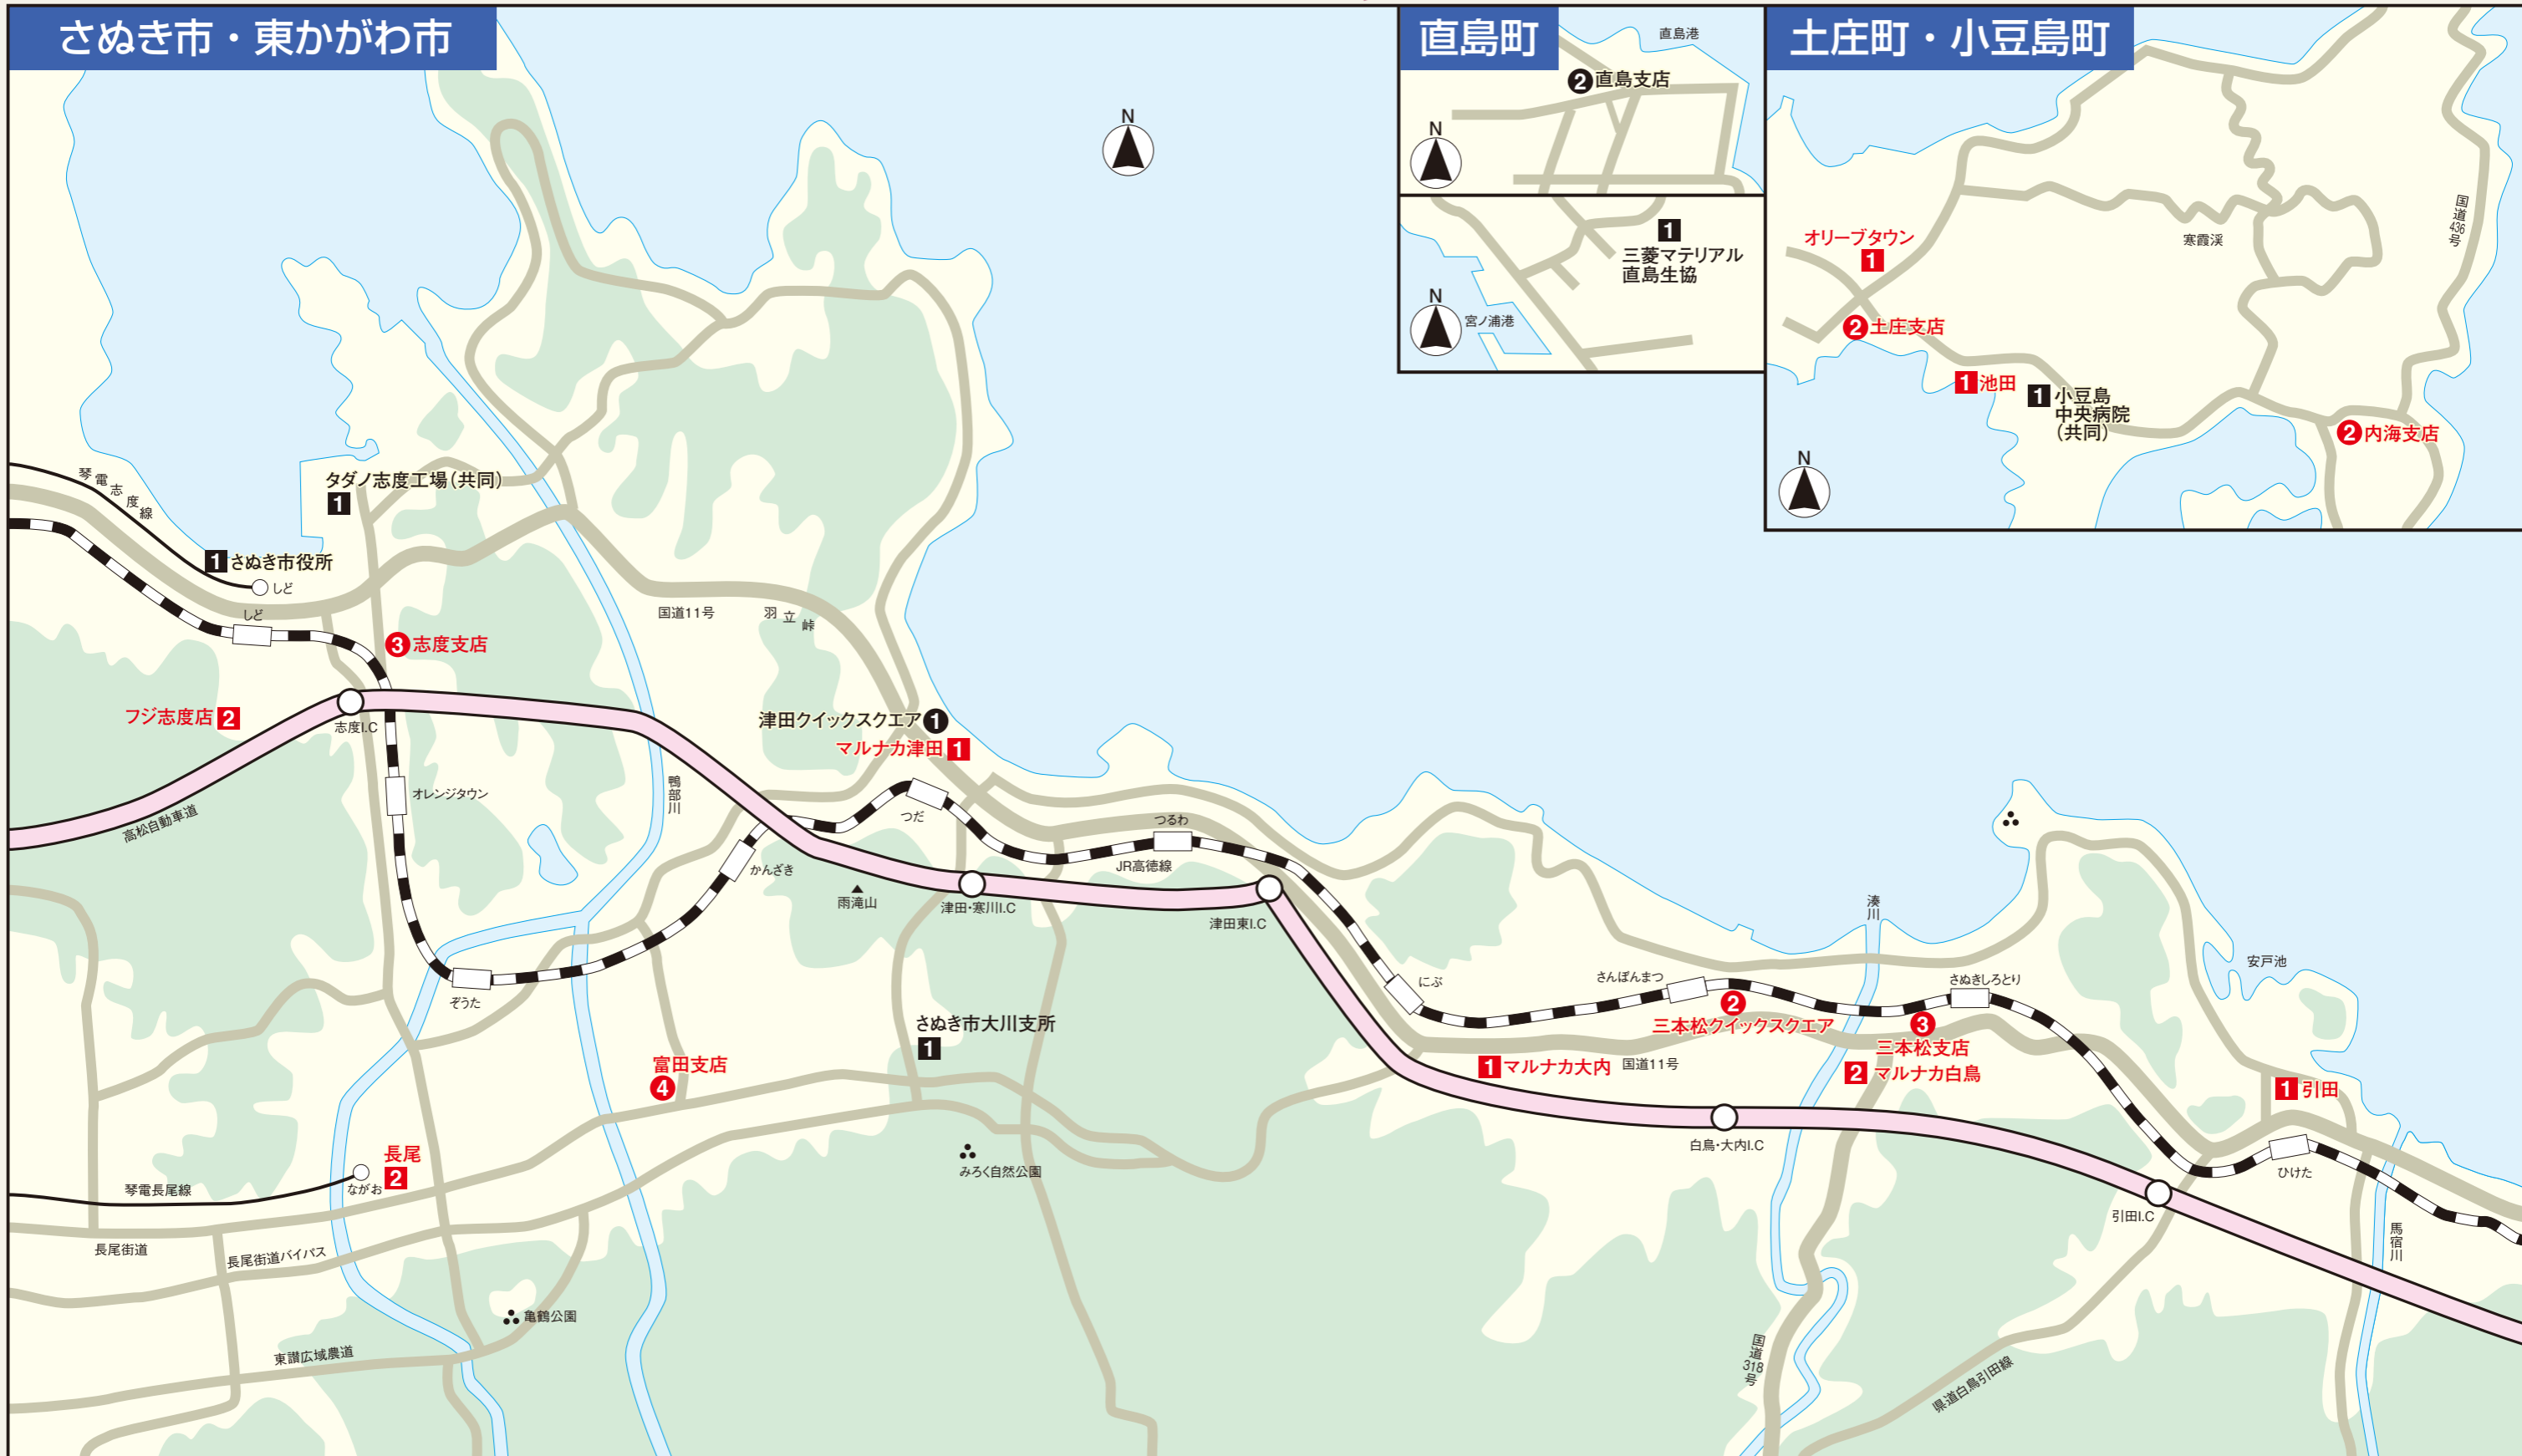 さぬき市・東かがわ市
直島町
土庄町・小豆島町
直島港
2 直島支店
N
N
1
三菱マテリアル
直島生協
N
宮ノ浦港
国道436号
寒霞渓
オリーブタウン
1
2 土庄支店
1 池田
1 小豆島
中央病院
(共同)
2 内海支店
N
琴電志度線
タダノ志度工場(共同)
1
1 さぬき市役所
しど
しど
国道11号
羽立峠
3 志度支店
フジ志度店 2
志度I.C
津田クイックスクエア 1
マルナカ津田 1
高松自動車道
オレンジタウン
鴨部川
つだ
つるわ
かんざき
JR高徳線
雨滝山
津田・寒川I.C
津田東I.C
湊川
安戸池
ぞうた
にぶ
さんぼんまつ
さぬきしろとり
2
三本松クイックスクエア
3
三本松支店
さぬき市大川支所
1
富田支店
4
1 マルナカ大内
国道11号
2 マルナカ白鳥
1 引田
白鳥・大内I.C
長尾
2
ながお
琴電長尾線
みろく自然公園
ひけた
引田I.C
長尾街道
長尾街道バイパス
馬宿川
亀鶴公園
東讃広域農道
国道318号
県道白鳥引田線